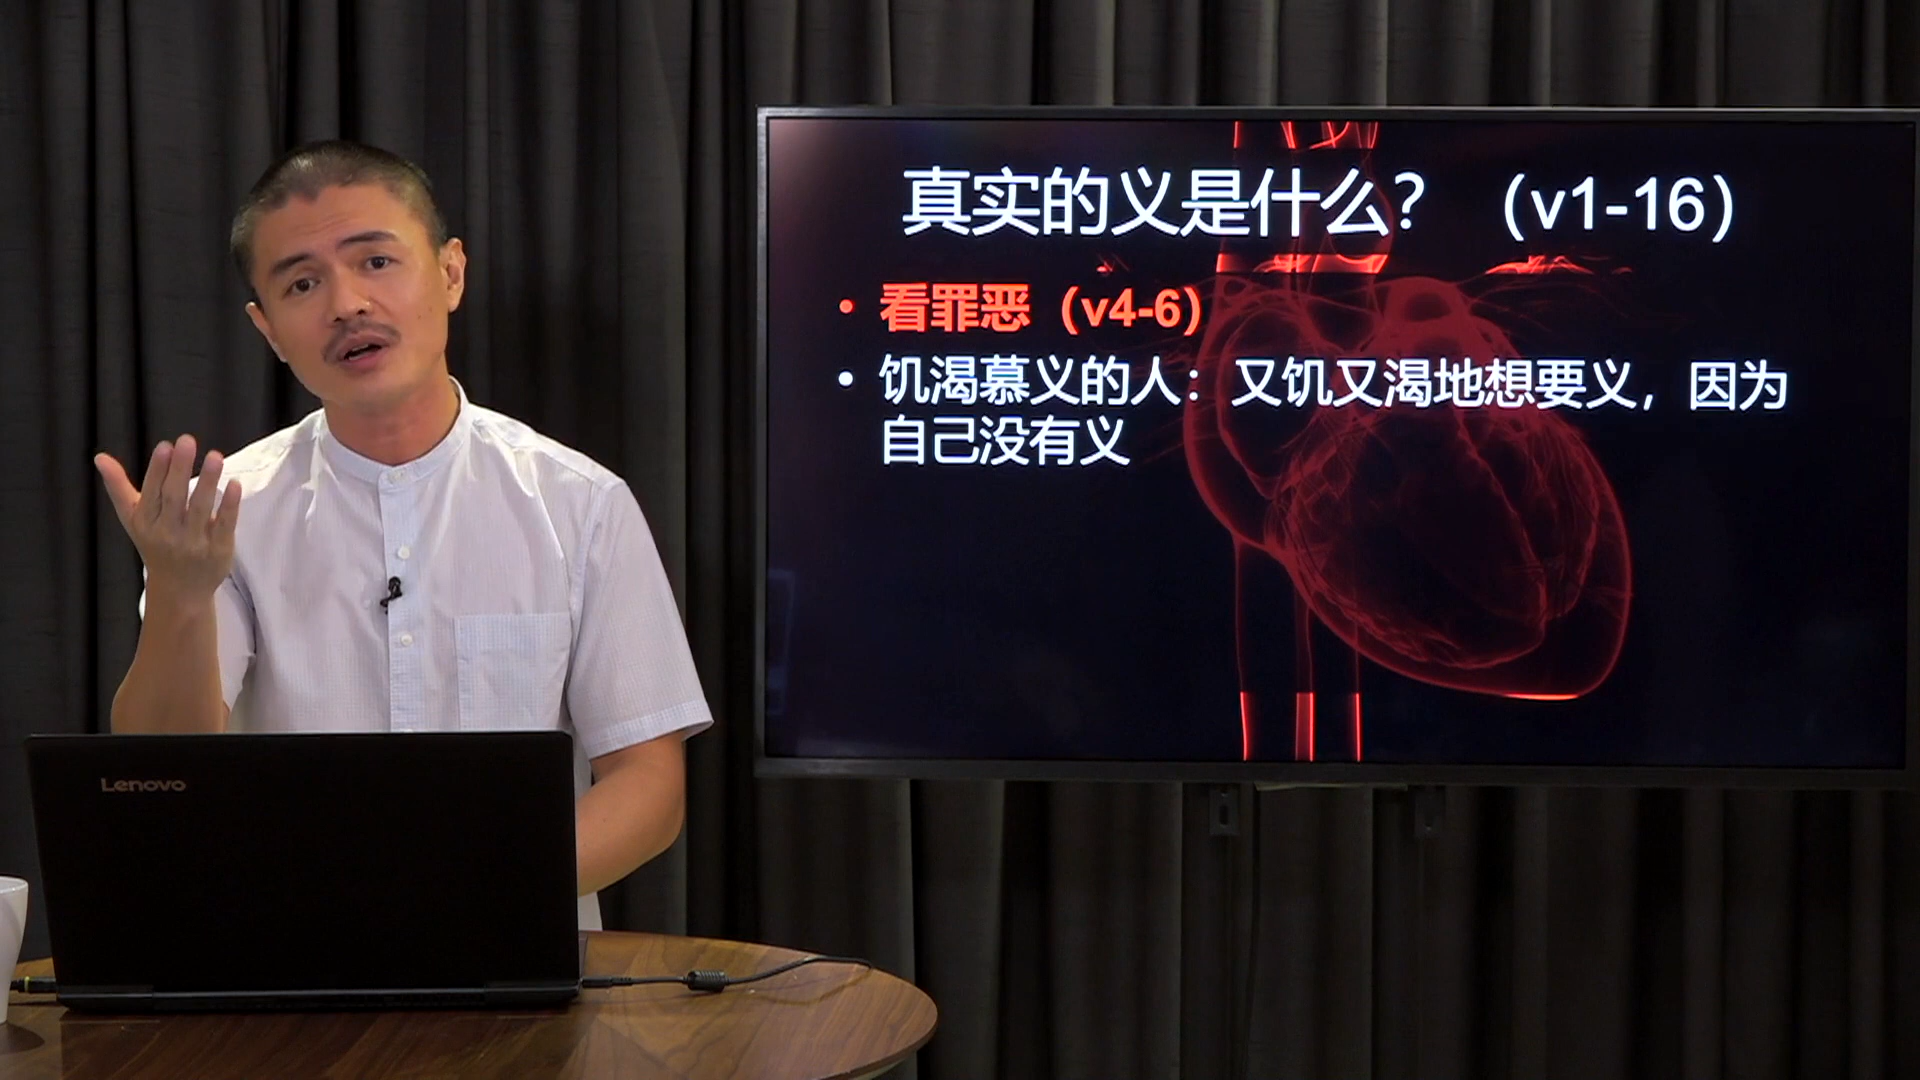 真实的义是什么？ （v1-16）
• 看罪恶（v4-6）
• 饥渴慕义的人：又饥又渴地想要义，因为
自己没有义
Lenovo